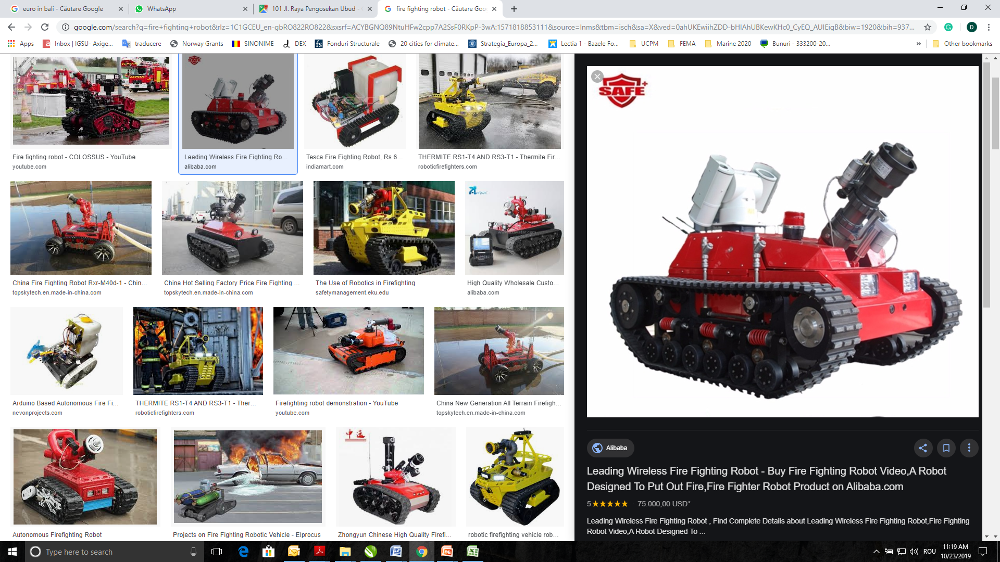 euro in bali - Căutare Google
WhatsApp
101 Jl. Raya Pengosekan Ubud -
fire fighting robot - Căutare Goo
google.com/search?q=fire+fighting+robot&rlz=1C1GCEU_en-gbRO822RO822&sxsrf=ACYBGNQ89NtuHFw2cpp7A2SsF0RKpP-3wA:1571818853111&source=lnms&tbm=isch&sa=X&ved=0ahUKEwiihZDD-bHlAhUBKewKHc0_CyEQ_AUIEigB&biw=1920&bih=937...
D
Apps
Inbox | IGSU- Axige...
traducere
Norway Grants
SINONIME
DEX
Fonduri Structurale
20 cities for climate...
Strategia_Europa_2...
Lectia 1 - Bazele Fo...
UCPM
FEMA
Marine 2020
Bunuri - 333200-20...
»
Other bookmarks
SAFE
Fire fighting robot - COLOSSUS - YouTube
youtube.com
Leading Wireless Fire Fighting Ro...
alibaba.com
Tesca Fire Fighting Robot, Rs 6...
indiamart.com
THERMITE RS1-T4 AND RS3-T1 - Thermite Fir...
roboticfirefighters.com
China Fire Fighting Robot Rxr-M40d-1 - Chin...
topskytech.en.made-in-china.com
China Hot Selling Factory Price Fire Fighting ...
topskytech.en.made-in-china.com
The Use of Robotics in Firefighting
safetymanagement.eku.edu
High Quality Wholesale Custo...
alibaba.com
Arduino Based Autonomous Fire Fi...
nevonprojects.com
THERMITE RS1-T4 AND RS3-T1 - Ther...
roboticfirefighters.com
Firefighting robot demonstration - YouTube
youtube.com
China New Generation All Terrain Firefigh...
topskytech.en.made-in-china.com
中运
Autonomous Firefighting Robot
Projects on Fire Fighting Robotic Vehicle - Elprocus
Zhongyun Chinese High Quality Firefi...
robotic firefighting vehicle rob...
SAFE+
Alibaba
Leading Wireless Fire Fighting Robot - Buy Fire Fighting Robot Video,A Robot
Designed To Put Out Fire,Fire Fighter Robot Product on Alibaba.com
5★★★★★ · 75.000,00 USD*
Leading Wireless Fire Fighting Robot , Find Complete Details about Leading Wireless Fire Fighting Robot,Fire Fighting
Robot Video,A Robot Designed To ...
Type here to search
ROU
11:19 AM
10/23/2019